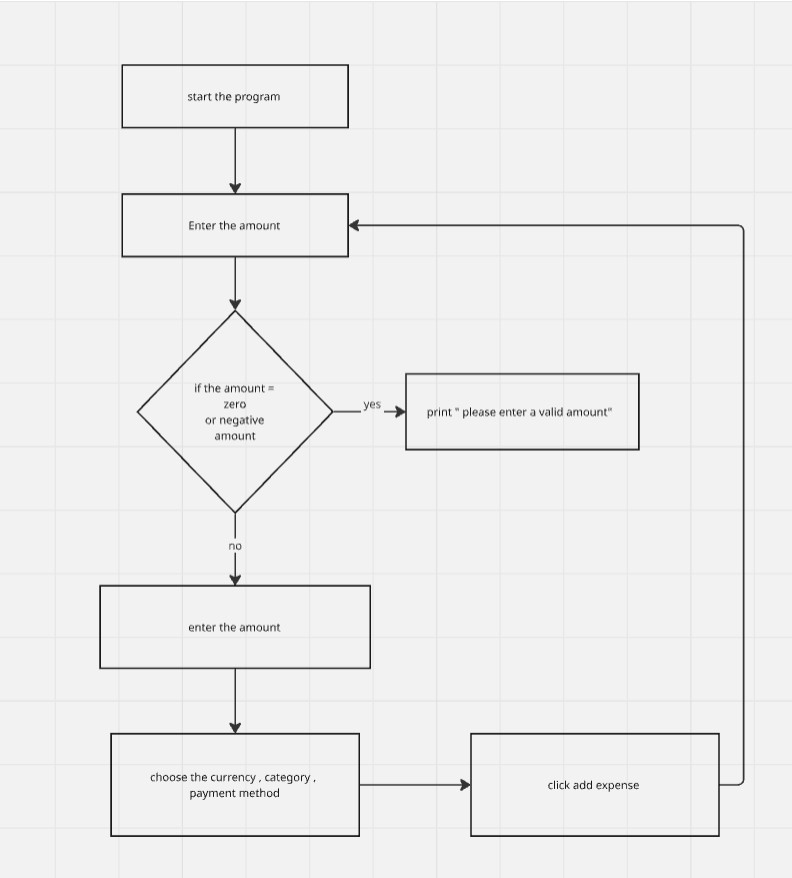 start the program
Enter the amount
if the amount =
zero
or negative
amount
yes
print " please enter a valid amount"
no
enter the amount
choose the currency , category ,
payment method
click add expense